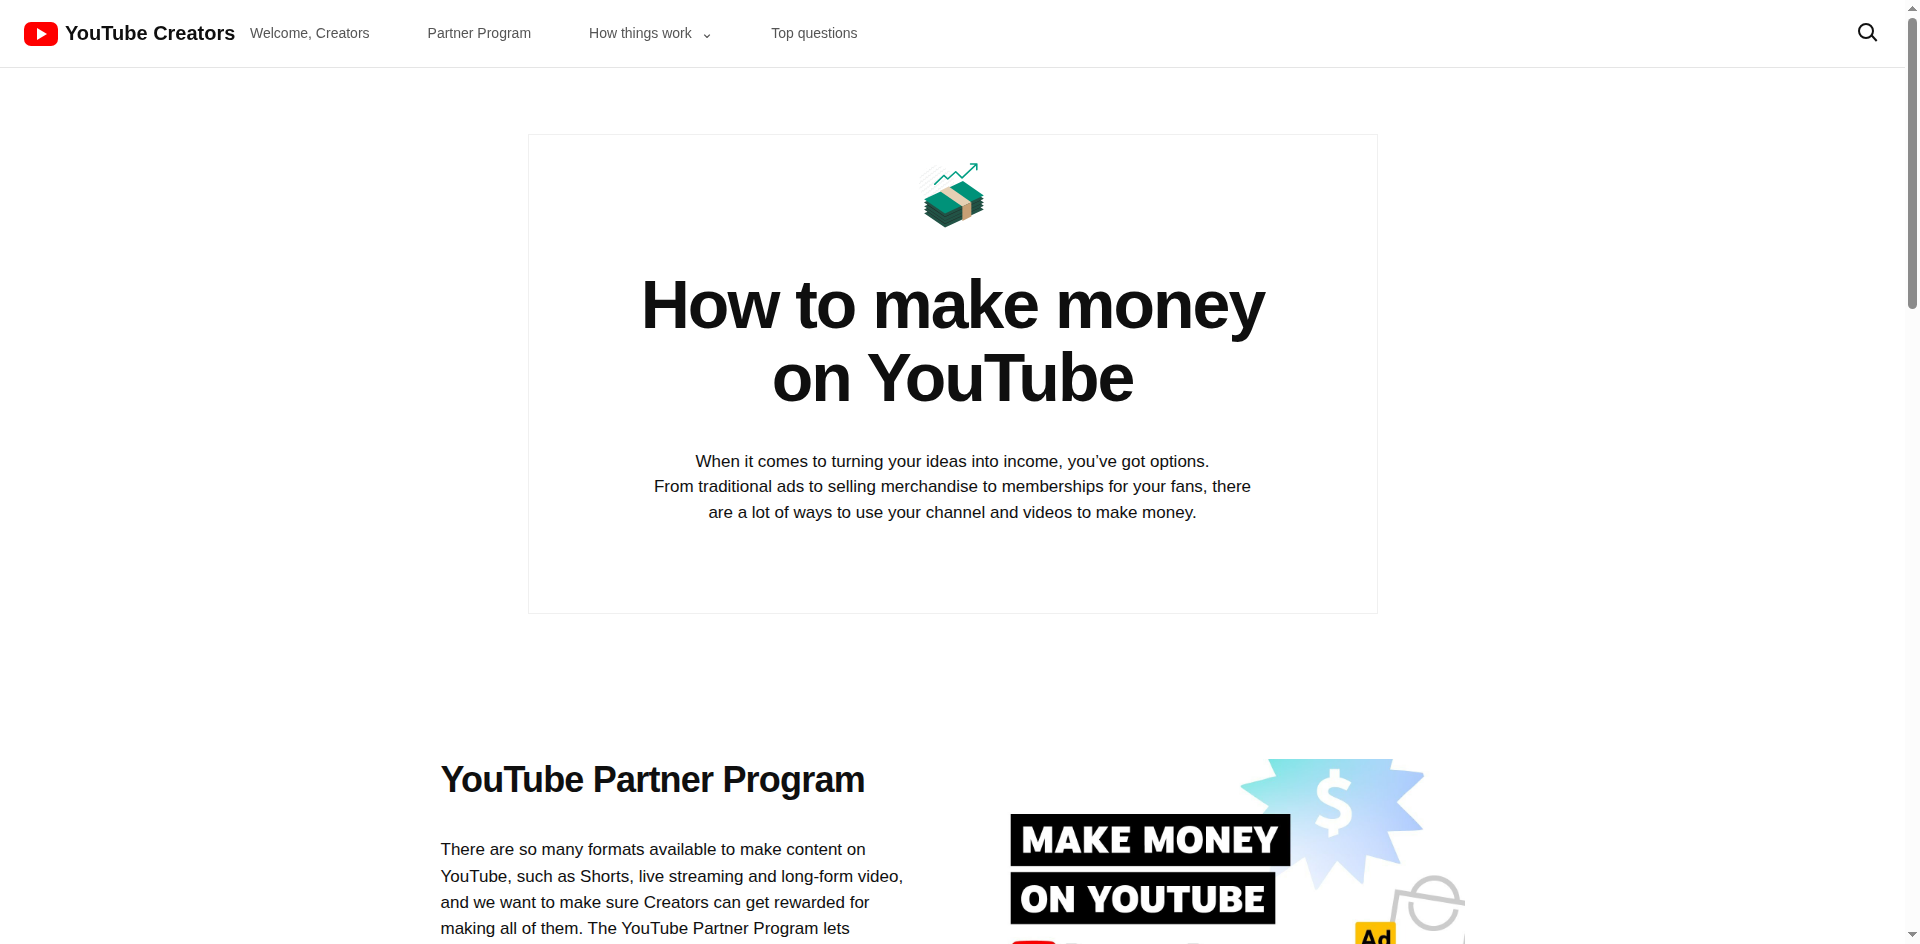 YouTube Creators
Welcome, Creators
Partner Program
How things work
Top questions
How to make money
on YouTube
When it comes to turning your ideas into income, you’ve got options.
From traditional ads to selling merchandise to memberships for your fans, there
are a lot of ways to use your channel and videos to make money.
YouTube Partner Program
There are so many formats available to make content on
YouTube, such as Shorts, live streaming and long-form video,
and we want to make sure Creators can get rewarded for
making all of them. The YouTube Partner Program lets
$
MAKE MONEY
ON YOUTUBE
Ad